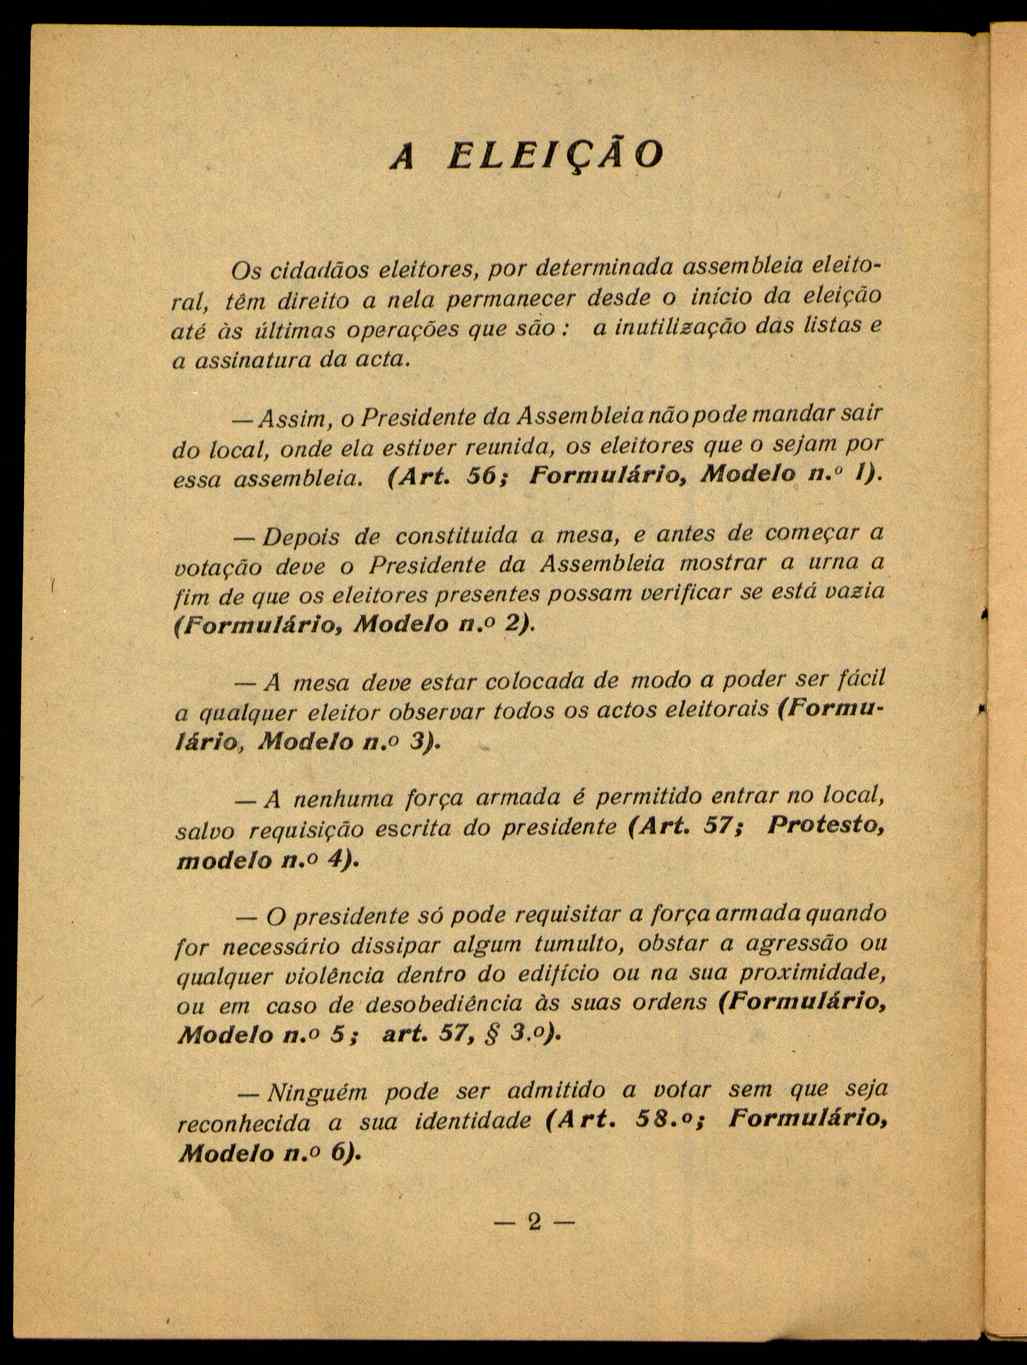 A ELEIÇÃO
Os cidadãos eleitores, por determinada assembleia eleito-
ral, têm direito a nela permanecer desde o início da eleição
até às últimas operações que são : a inutilização das listas e
a assinatura da acta.
— Assim, o Presidente da Assembleia não pode mandar sair
do local, onde ela estiver reunida, os eleitores que o sejam por
essa assembleia. (Art. 56; Formulário, Modelo n.º 1).
— Depois de constituida a mesa, e antes de começar a
votação deve o Presidente da Assembleia mostrar a urna a
fim de que os eleitores presentes possam verificar se está vazia
(Formulário, Modelo n.º 2).
— A mesa deve estar colocada de modo a poder ser fácil
a qualquer eleitor observar todos os actos eleitorais (Formu-
lário, Modelo n.º 3).
— A nenhuma força armada é permitido entrar no local,
salvo requisição escrita do presidente (Art. 57; Protesto,
modelo n.º 4).
— O presidente só pode requisitar a força armada quando
for necessário dissipar algum tumulto, obstar a agressão ou
qualquer violência dentro do edifício ou na sua proximidade,
ou em caso de desobediência às suas ordens (Formulário,
Modelo n.º 5 ; art. 57, § 3.º).
— Ninguém pode ser admitido a votar sem que seja
reconhecida a sua identidade (Art. 58.º; Formulário,
Modelo n.º 6).
— 2 —